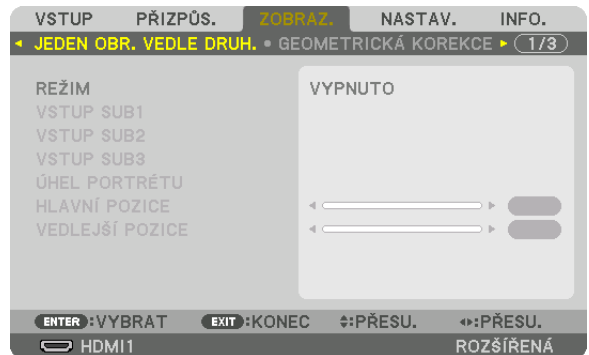 VSTUP PŘIZPŮS. ZOBRAZ. NASTAV. INFO.
JEDEN OBR. VEDLE DRUH. • GEOMETRICKÁ KOREKCE 1/3
REŽIM VYPNUTO
VSTUP SUB1
VSTUP SUB2
VSTUP SUB3
ÚHEL PORTRÉTU
HLAVNÍ POZICE
VEDLEJŠÍ POZICE
ENTER :VYBRAT EXIT :KONEC :PŘESU. :PŘESU.
HDMI1 ROZŠÍŘENÁ